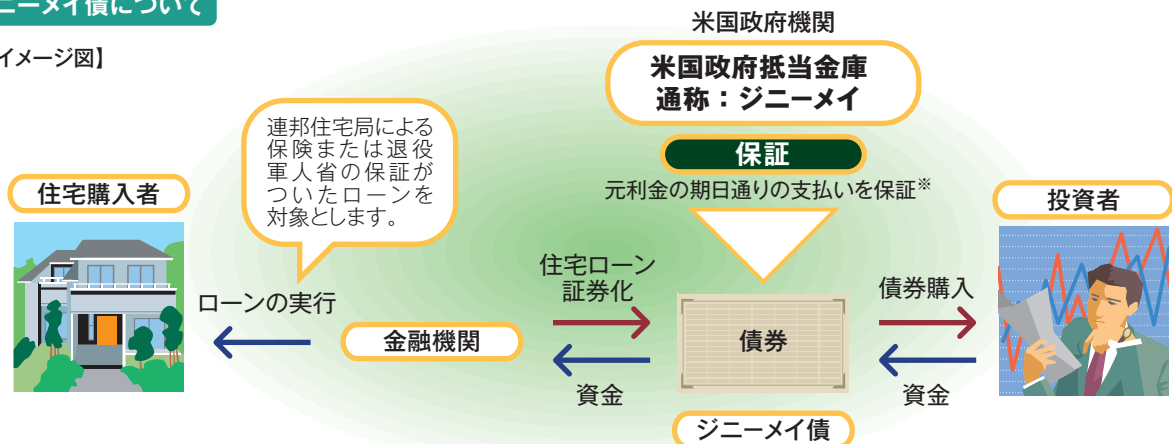 ニーメイ債について
イメージ図】
米国政府機関
米国政府抵当金庫
通称：ジニーメイ
保証
元利金の期日通りの支払いを保証※
連邦住宅局による
保険または退役
軍人省の保証が
ついたローンを
対象とします。
住宅購入者
投資者
ローンの実行
金融機関
住宅ローン
証券化
資金
債券
債券購入
資金
ジニーメイ債